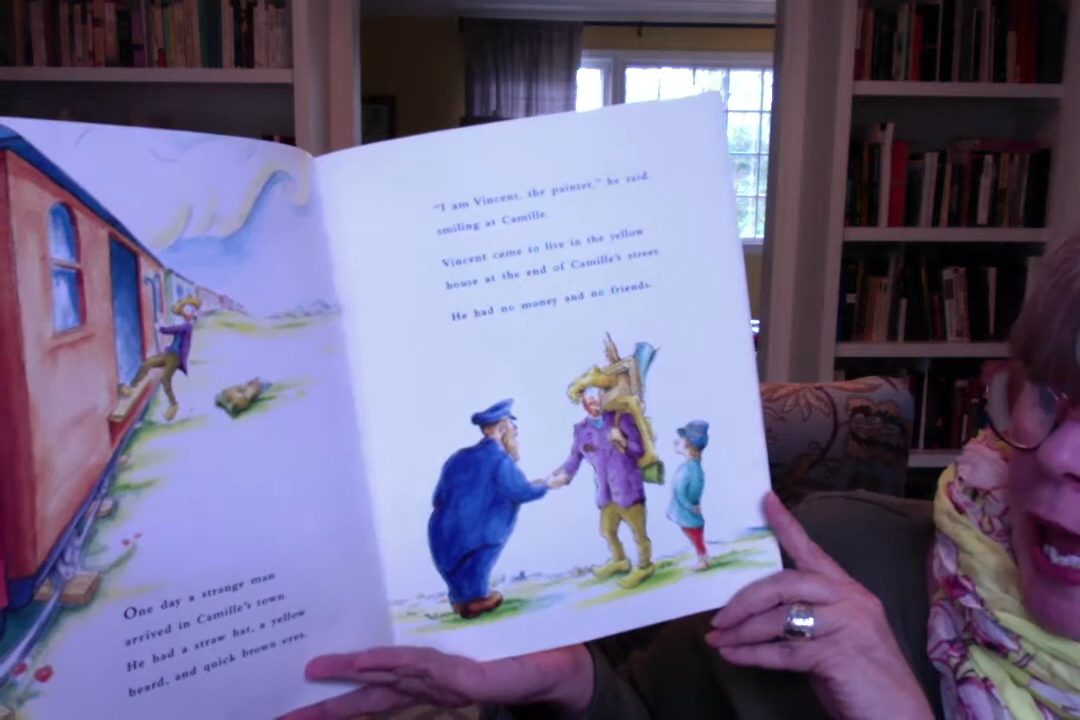 One day a strange man
arrived in Camille's town.
He had a straw hat, a yellow
beard, and quick brown eyes.
"I am Vincent, the painter," he said,
smiling at Camille.
Vincent came to live in the yellow
house at the end of Camille's street.
He had no money and no friends.